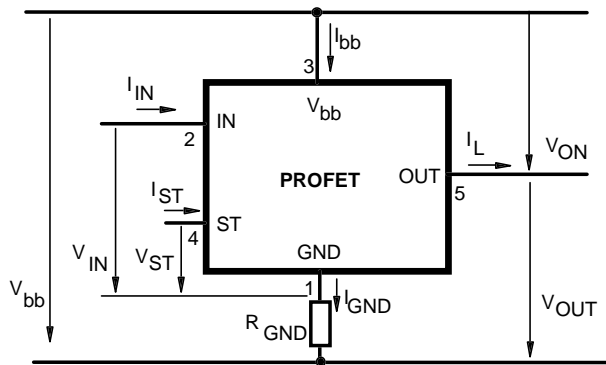 I bb
3
I IN
V bb
IN
2
I L
V ON
PROFET
OUT
I ST
5
ST
4
V IN
V ST
GND
V bb
1
I GND
V OUT
R GND